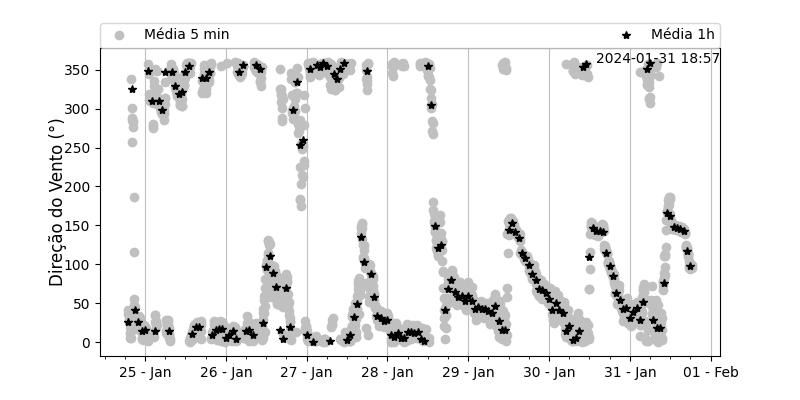 Média 5 min
Média 1h
2024-01-31 18:57
Direção do Vento (°)
350
300
250
200
150
100
50
0
25 - Jan
26 - Jan
27 - Jan
28 - Jan
29 - Jan
30 - Jan
31 - Jan
01 - Feb